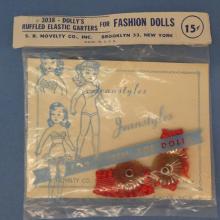 3038 - DOLLY'S
RUFFLED ELASTIC GARTERS FOR FASHION DOLLS
15¢
S. R. NOVELTY CO., INC. BROOKLYN 33, NEW YORK
Jeanstyles
Jeanstyles
DOLL
NOVELTY CO